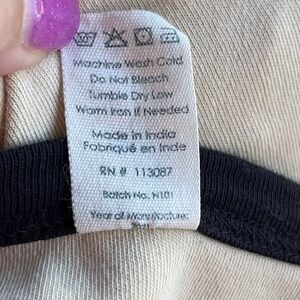 Machine Wash Cold
Do Not Bleach
Tumble Dry Low
Warm Iron If Needed
Made in India
Fabriqué en Inde
RN # 113087
Batch No. N101
Year of Manufacture: